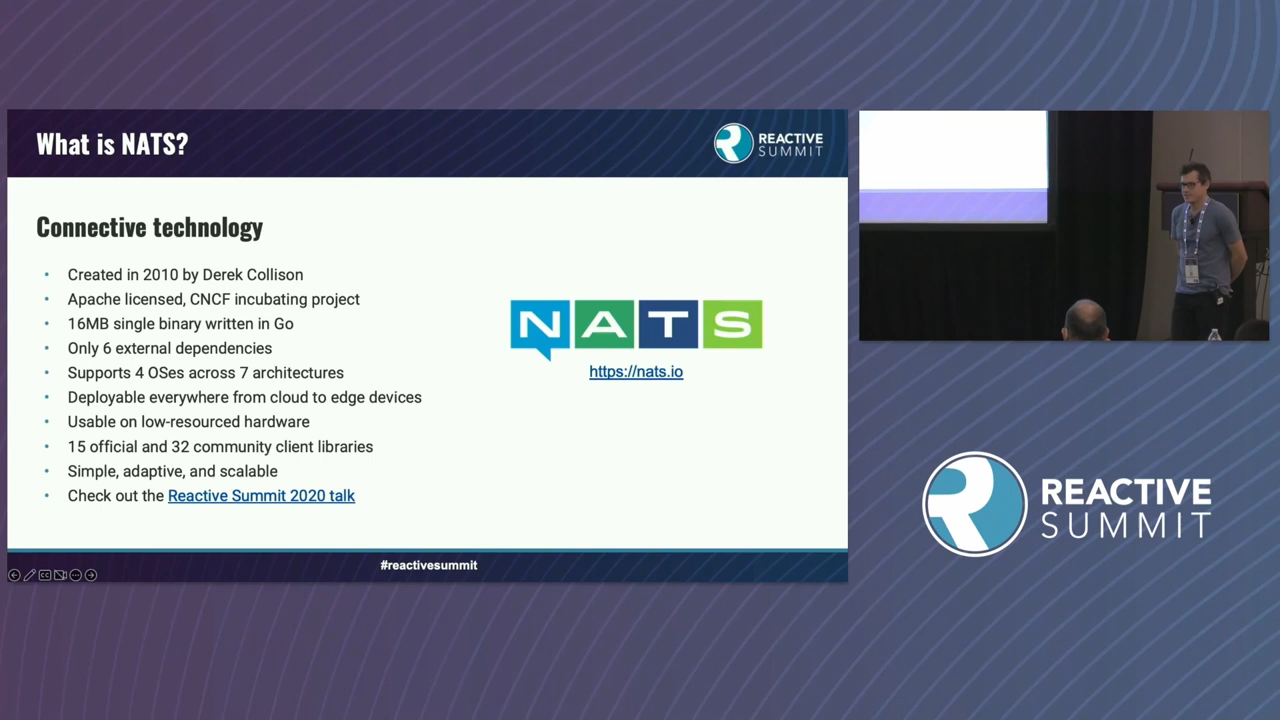 What is NATS?
REACTIVE
SUMMIT
Connective technology
• Created in 2010 by Derek Collison
• Apache licensed, CNCF incubating project
• 16MB single binary written in Go
• Only 6 external dependencies
• Supports 4 OSes across 7 architectures
• Deployable everywhere from cloud to edge devices
• Usable on low-resourced hardware
• 15 official and 32 community client libraries
• Simple, adaptive, and scalable
• Check out the Reactive Summit 2020 talk
NATS
https://nats.io
#reactivesummit
REACTIVE
SUMMIT